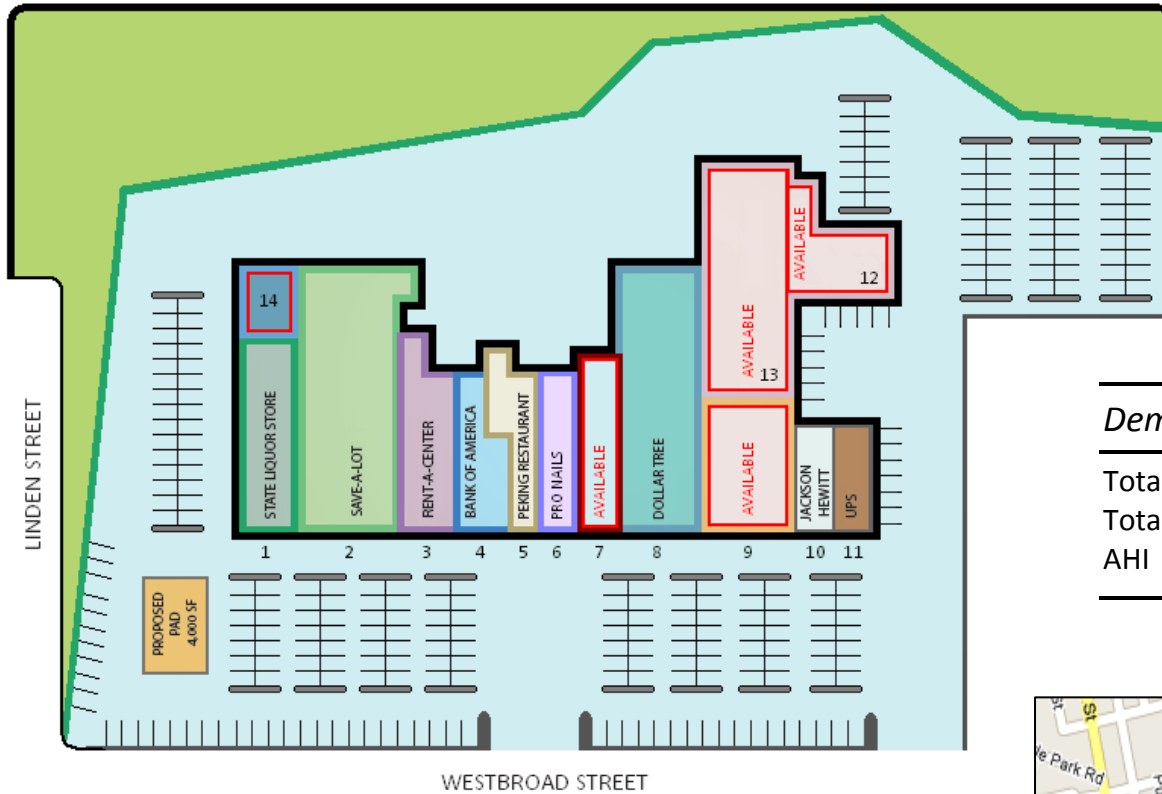 14
AVAILABLE
12
AVAILABLE
13
STATE LIQUOR STORE
SAVE-A-LOT
RENT-A-CENTER
BANK OF AMERICA
PEKING RESTAURANT
PRO NAILS
AVAILABLE
DOLLAR TREE
AVAILABLE
JACKSON
HEWITT
UPS
1 2 3 4 5 6 7 8 9 10 11
LINDEN STREET
PROPOSED
PAD
4,000 SF
WESTBROAD STREET
Dem
Tota
Tota
AHI
St
St
le Park Rd